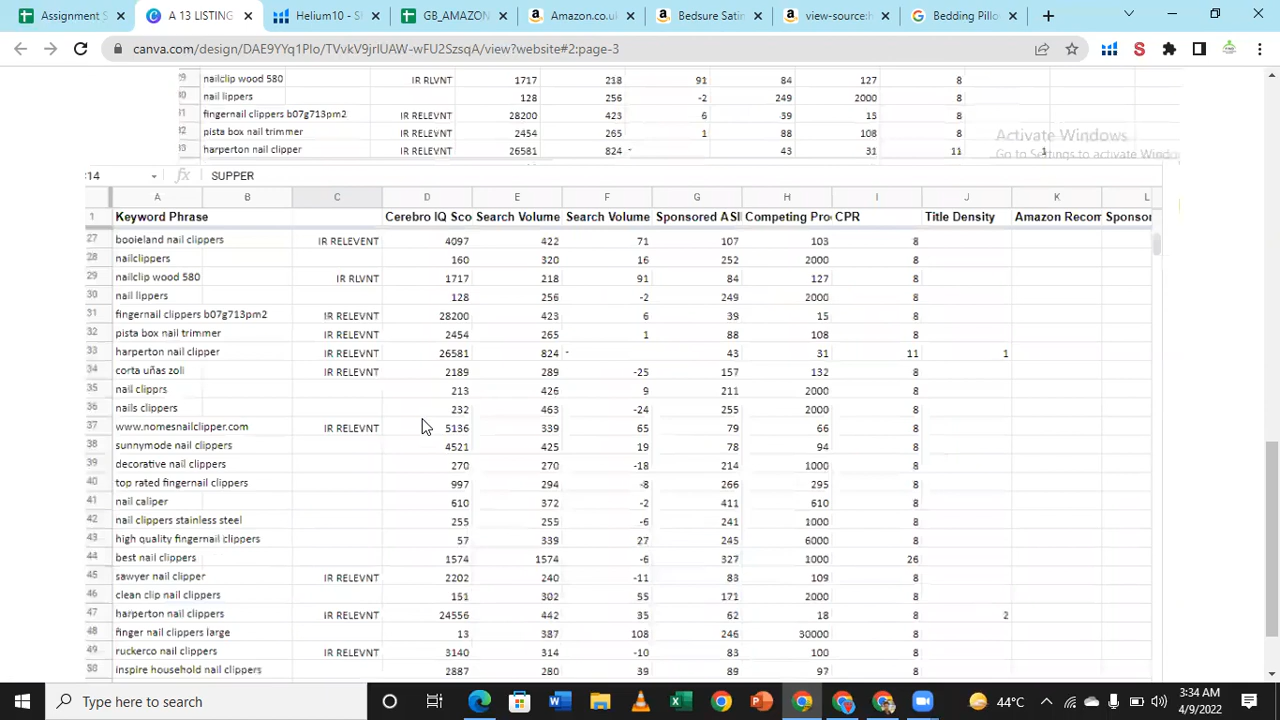 Assignment S
A 13 LISTING
Helium10 - S
GB_AMAZON
Amazon.co.uk
Bedsure Satin
view-source:h
Bedding Pillo
canva.com/design/DAE9YYq1PIo/TVvkV9jrIUAW-wFU2SzsqA/view?website#2:page-3
29 nailclip wood 580 IR RLVNT 1717 218 91 84 127 8
30 nail lippers 128 256 -2 249 2000 8
31 fingernail clippers b07g713pm2 IR RELEVNT 28200 423 6 39 15 8
32 pista box nail trimmer IR RELEVNT 2454 265 1 88 108 8
33 harperton nail clipper IR RELEVNT 26581 824 - 43 31 11 1
Activate Windows
Go to Settings to activate Windo
14 fx SUPPER
A B C D E F G H I J K L
1 Keyword Phrase Cerebro IQ Sco Search Volume Search Volume Sponsored ASI Competing Pro CPR Title Density Amazon Recom Sponsor
27 booieland nail clippers IR RELEVENT 4097 422 71 107 103 8
28 nailclippers 160 320 16 252 2000 8
29 nailclip wood 580 IR RLVNT 1717 218 91 84 127 8
30 nail lippers 128 256 -2 249 2000 8
31 fingernail clippers b07g713pm2 IR RELEVNT 28200 423 6 39 15 8
32 pista box nail trimmer IR RELEVNT 2454 265 1 88 108 8
33 harperton nail clipper IR RELEVNT 26581 824 - 43 31 11 1
34 corta uñas zoli IR RELEVNT 2189 289 -25 157 132 8
35 nail clipprs 213 426 9 211 2000 8
36 nails clippers 232 463 -24 255 2000 8
37 www.nomesnailclipper.com IR RELEVNT 5136 339 65 79 66 8
38 sunnymode nail clippers 4521 425 19 78 94 8
39 decorative nail clippers 270 270 -18 214 1000 8
40 top rated fingernail clippers 997 294 -8 266 295 8
41 nail caliper 610 372 -2 411 610 8
42 nail clippers stainless steel 255 255 -6 241 1000 8
43 high quality fingernail clippers 57 339 27 245 6000 8
44 best nail clippers 1574 1574 -6 327 1000 26
45 sawyer nail clipper IR RELEVNT 2202 240 -11 83 109 8
46 clean clip nail clippers 151 302 55 171 2000 8
47 harperton nail clippers IR RELEVNT 24556 442 35 62 18 8 2
48 finger nail clippers large 13 387 108 246 30000 8
49 ruckerco nail clippers IR RELEVNT 3140 314 -10 83 100 8
50 inspire household nail clippers 2887 280 39 89 97 8
Type here to search
44°C
3:34 AM
4/9/2022